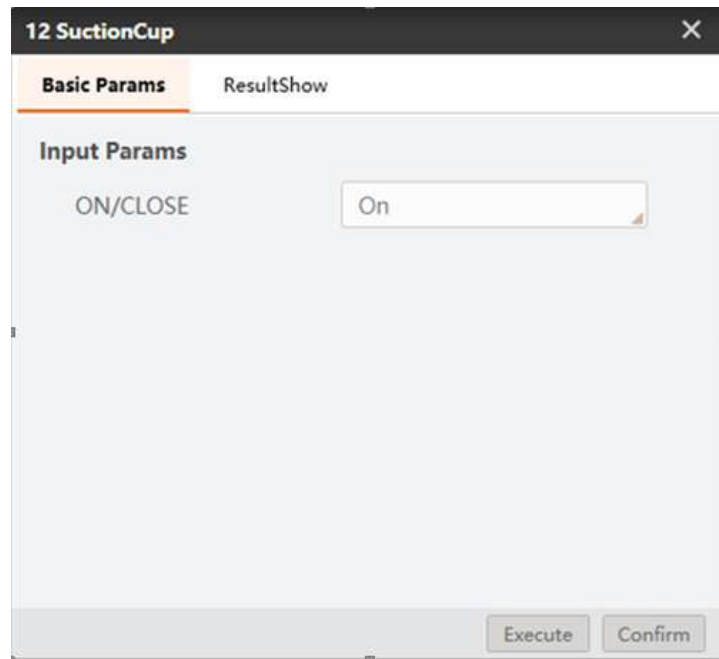 12 SuctionCup
Basic Params ResultShow
Input Params
ON/CLOSE On
Execute Confirm